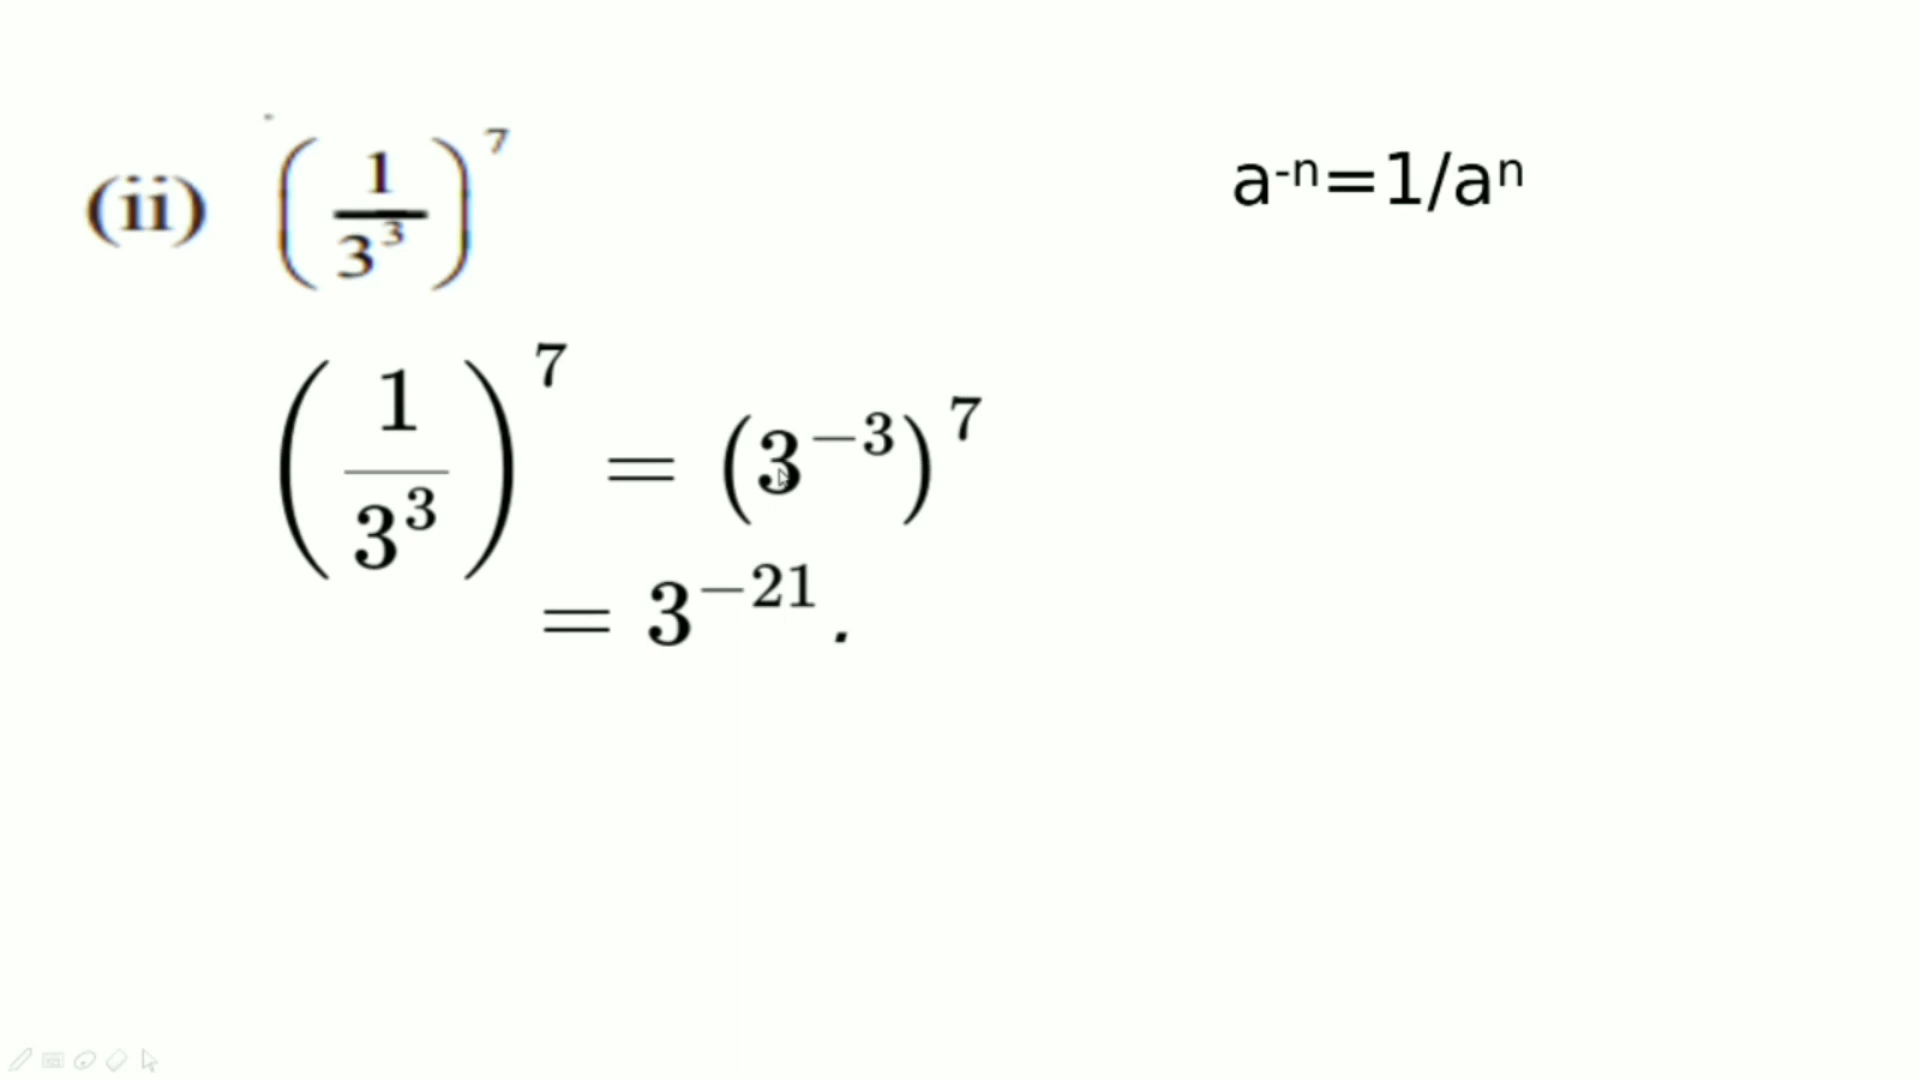 (ii) (1/3³)⁷
a⁻ⁿ=1/aⁿ
(1/3³)⁷ = (3⁻³)⁷
= 3⁻²¹.